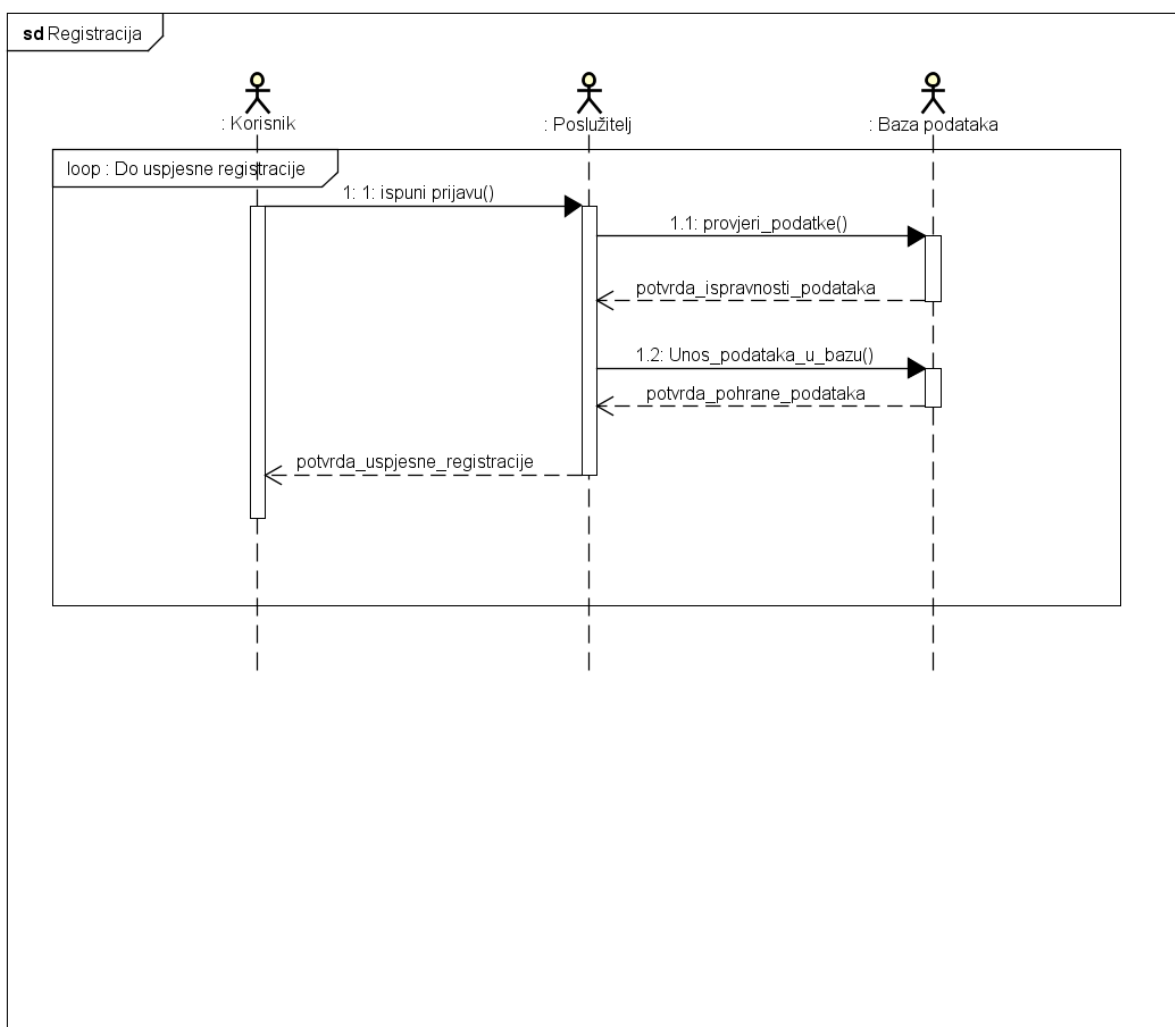 sd Registracija
: Korisnik
: Poslužitelj
: Baza podataka
loop : Do uspjesne registracije
1: 1: ispuni prijavu()
1.1: provjeri_podatke()
potvrda_ispravnosti_podataka
1.2: Unos_podataka_u_bazu()
potvrda_pohrane_podataka
potvrda_uspjesne_registracije